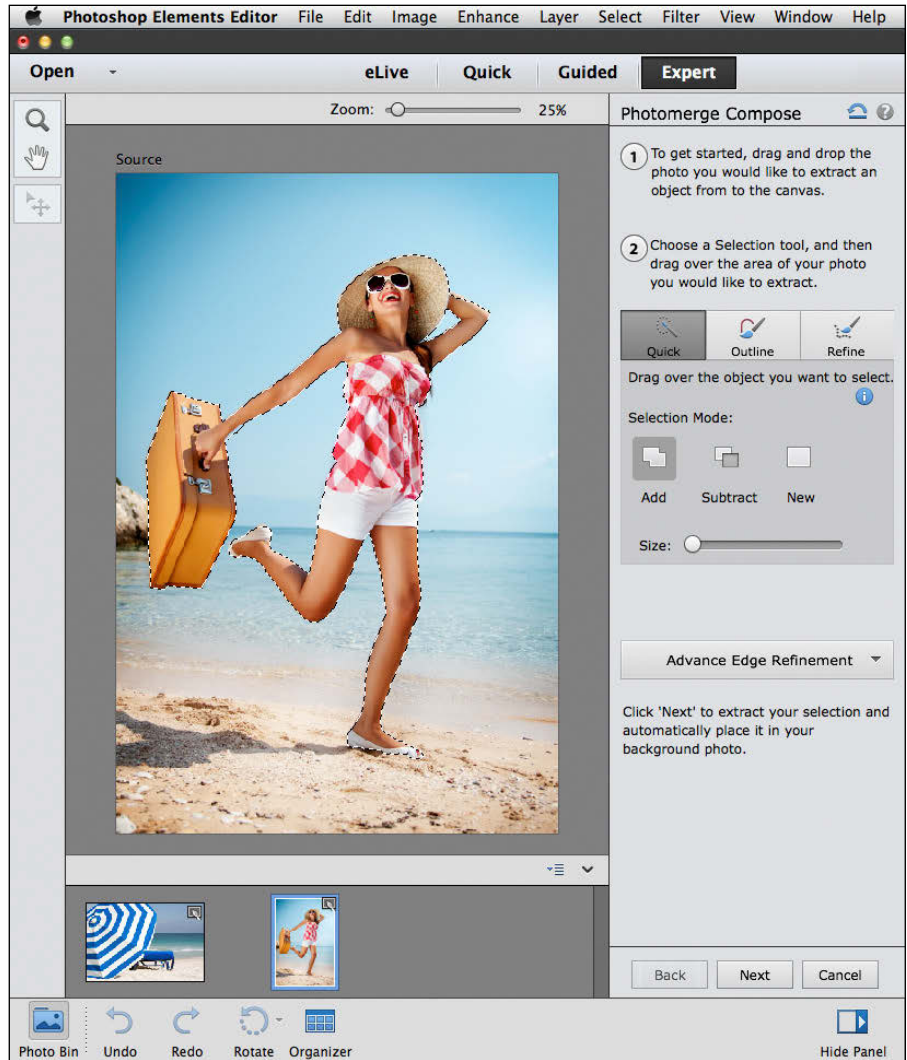 Photoshop Elements Editor File Edit Image Enhance Layer Select Filter View Window Help
Open eLive Quick Guided Expert
Zoom: 25%
Source
Photomerge Compose
1 To get started, drag and drop the
photo you would like to extract an
object from to the canvas.
2 Choose a Selection tool, and then
drag over the area of your photo
you would like to extract.
Quick Outline Refine
Drag over the object you want to select.
Selection Mode:
Add Subtract New
Size:
Advance Edge Refinement
Click 'Next' to extract your selection and
automatically place it in your
background photo.
Back Next Cancel
Photo Bin Undo Redo Rotate Organizer Hide Panel